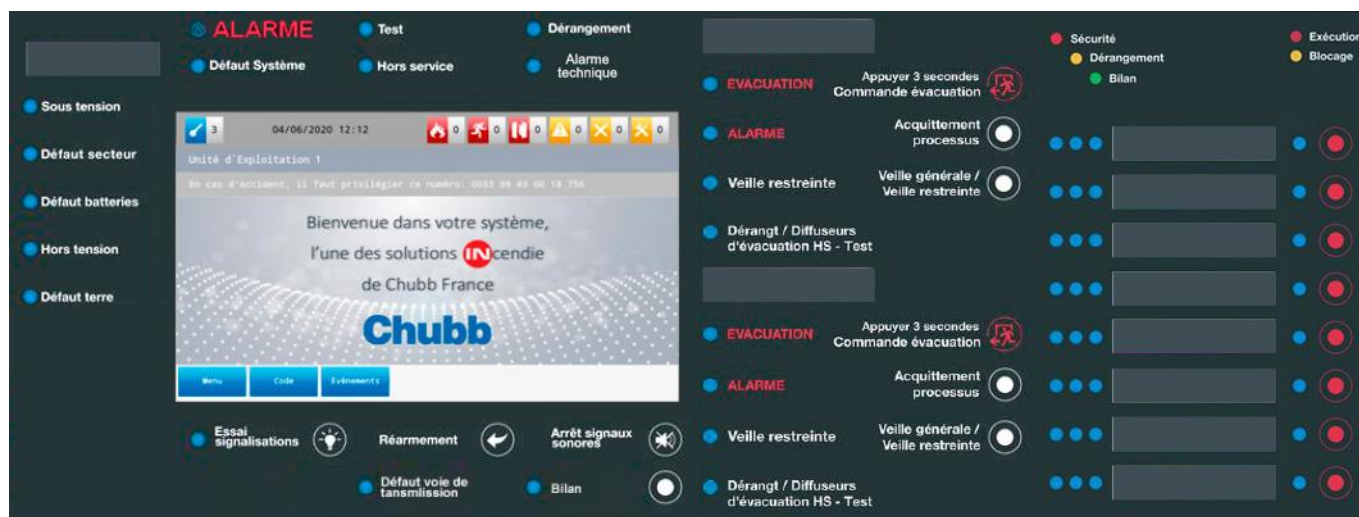 ALARME
Test
Dérangement
Défaut Système
Hors service
Alarme
technique
Sous tension
Défaut secteur
Défaut batteries
Hors tension
Défaut terre
3
04/06/2020 12:12
0
0
0
0
0
0
Unité d'Exploitation 1
En cas d'accident, il faut privilégier ce numéro: 0033 09 43 00 18 756
Bienvenue dans votre système,
l'une des solutions INcendie
de Chubb France
Chubb
Menu
Code
Evènements
Essai
signalisations
Réarmement
Arrêt signaux
sonores
Défaut voie de
tansmlission
Bilan
EVACUATION
Appuyer 3 secondes
Commande évacuation
ALARME
Acquittement
processus
Veille restreinte
Veille générale /
Veille restreinte
Dérangt / Diffuseurs
d'évacuation HS - Test
EVACUATION
Appuyer 3 secondes
Commande évacuation
ALARME
Acquittement
processus
Veille restreinte
Veille générale /
Veille restreinte
Dérangt / Diffuseurs
d'évacuation HS - Test
Sécurité
Dérangement
Bilan
Exécution
Blocage